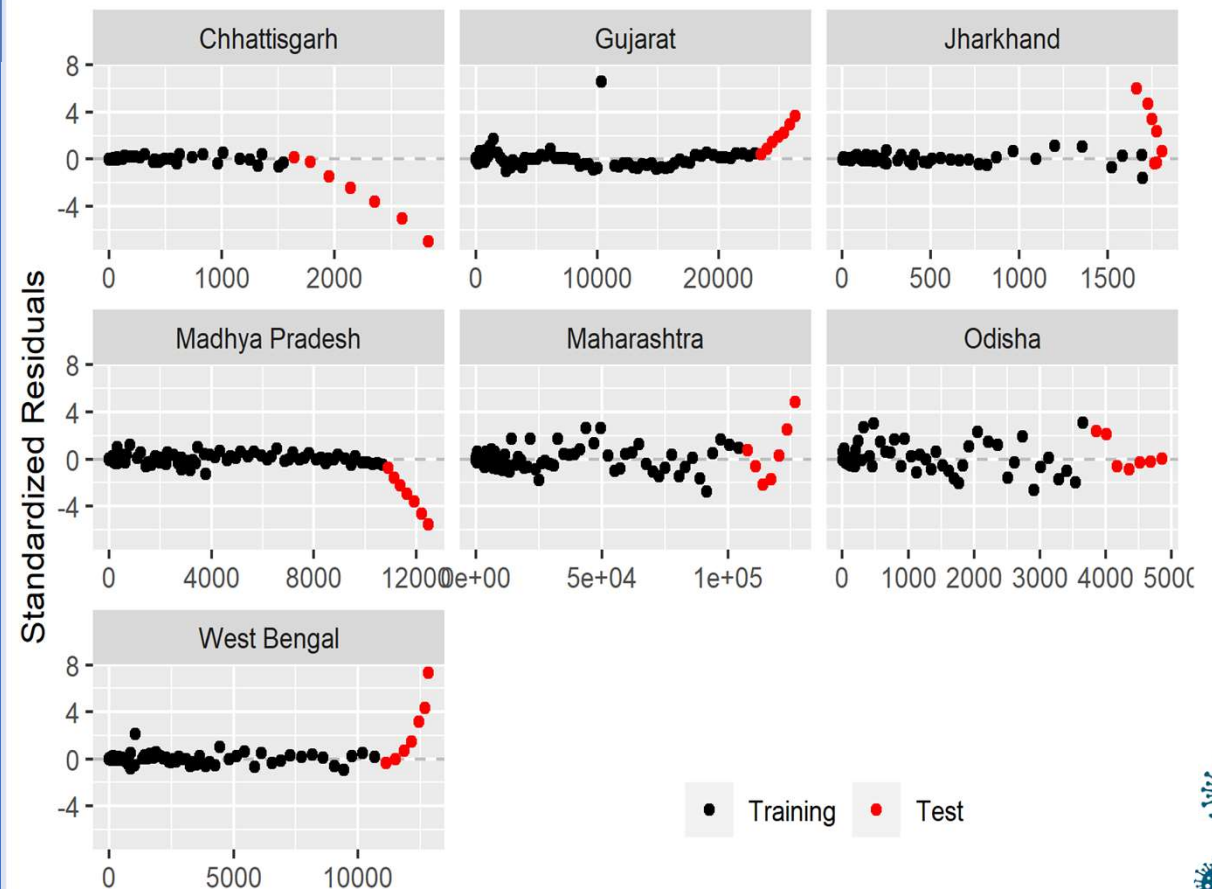 Chhattisgarh Gujarat Jharkhand
8
4
0
-4
0 1000 2000 0 10000 20000 0 500 1000 1500
Standardized Residuals
Madhya Pradesh Maharashtra Odisha
8
4
0
-4
0 4000 8000 12000 0e+00 5e+04 1e+05 0 1000 2000 3000 4000 5000
West Bengal
8
4
0
-4
0 5000 10000
Training Test